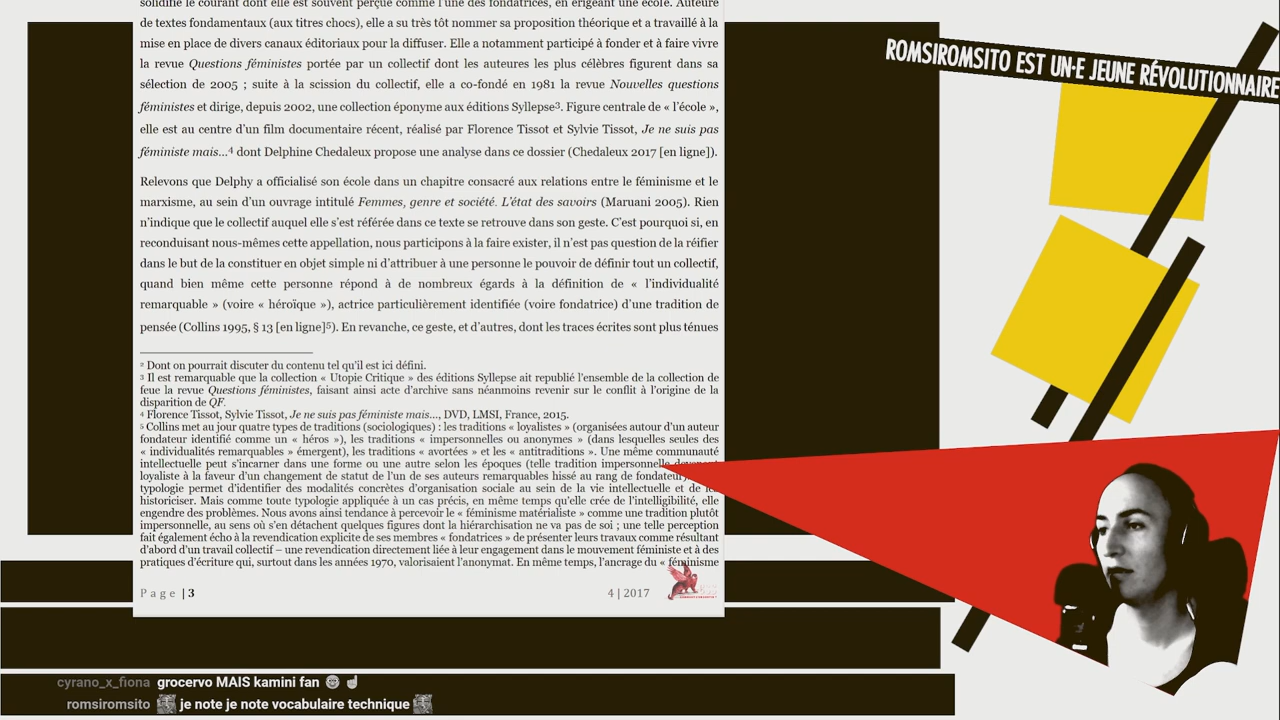 solidifié le courant dont elle est souvent perçue comme l'une des fondatrices, en érigeant une école. Auteure
de textes fondamentaux (aux titres chocs), elle a su très tôt nommer sa proposition théorique et a travaillé à la
mise en place de divers canaux éditoriaux pour la diffuser. Elle a notamment participé à fonder et à faire vivre
la revue Questions féministes portée par un collectif dont les auteures les plus célèbres figurent dans sa
sélection de 2005 ; suite à la scission du collectif, elle a co-fondé en 1981 la revue Nouvelles questions
féministes et dirige, depuis 2002, une collection éponyme aux éditions Syllepse³. Figure centrale de « l'école »,
elle est au centre d'un film documentaire récent, réalisé par Florence Tissot et Sylvie Tissot, Je ne suis pas
féministe mais…⁴ dont Delphine Chedaleux propose une analyse dans ce dossier (Chedaleux 2017 [en ligne]).
Relevons que Delphy a officialisé son école dans un chapitre consacré aux relations entre le féminisme et le
marxisme, au sein d'un ouvrage intitulé Femmes, genre et société. L'état des savoirs (Maruani 2005). Rien
n'indique que le collectif auquel elle s'est référée dans ce texte se retrouve dans son geste. C'est pourquoi si, en
reconduisant nous-mêmes cette appellation, nous participons à la faire exister, il n'est pas question de la réifier
dans le but de la constituer en objet simple ni d'attribuer à une personne le pouvoir de définir tout un collectif,
quand bien même cette personne répond à de nombreux égards à la définition de « l'individualité
remarquable » (voire « héroïque »), actrice particulièrement identifiée (voire fondatrice) d'une tradition de
pensée (Collins 1995, § 13 [en ligne]⁵). En revanche, ce geste, et d'autres, dont les traces écrites sont plus ténues
² Dont on pourrait discuter du contenu tel qu'il est ici défini.
³ Il est remarquable que la collection « Utopie Critique » des éditions Syllepse ait republié l'ensemble de la collection de
feue la revue Questions féministes, faisant ainsi acte d'archive sans néanmoins revenir sur le conflit à l'origine de la
disparition de QF.
⁴ Florence Tissot, Sylvie Tissot, Je ne suis pas féministe mais…, DVD, LMSI, France, 2015.
⁵ Collins met au jour quatre types de traditions (sociologiques) : les traditions « loyalistes » (organisées autour d'un auteur
fondateur identifié comme un « héros »), les traditions « impersonnelles ou anonymes » (dans lesquelles seules des
« individualités remarquables » émergent), les traditions « avortées » et les « antitraditions ». Une même communauté
intellectuelle peut s'incarner dans une forme ou une autre selon les époques (telle tradition impersonnelle
loyaliste à la faveur d'un changement de statut de l'un de ses auteurs remarquables hissé au rang de fondateur
typologie permet d'identifier des modalités concrètes d'organisation sociale au sein de la vie intellectuelle et de
historiciser. Mais comme toute typologie appliquée à un cas précis, en même temps qu'elle crée de l'intelligibilité, elle
engendre des problèmes. Nous avons ainsi tendance à percevoir le « féminisme matérialiste » comme une tradition plutôt
impersonnelle, au sens où s'en détachent quelques figures dont la hiérarchisation ne va pas de soi ; une telle perception
fait également écho à la revendication explicite de ses membres « fondatrices » de présenter leurs travaux comme résultant
d'abord d'un travail collectif – une revendication directement liée à leur engagement dans le mouvement féministe et à des
pratiques d'écriture qui, surtout dans les années 1970, valorisaient l'anonymat. En même temps, l'ancrage du « féminisme
Page | 3
4 | 2017
ROMSIROMSITO EST UN·E JEUNE RÉVOLUTIONNAIRE
cyrano_x_fiona grocervo MAIS kamini fan
romsiromsito je note je note vocabulaire technique